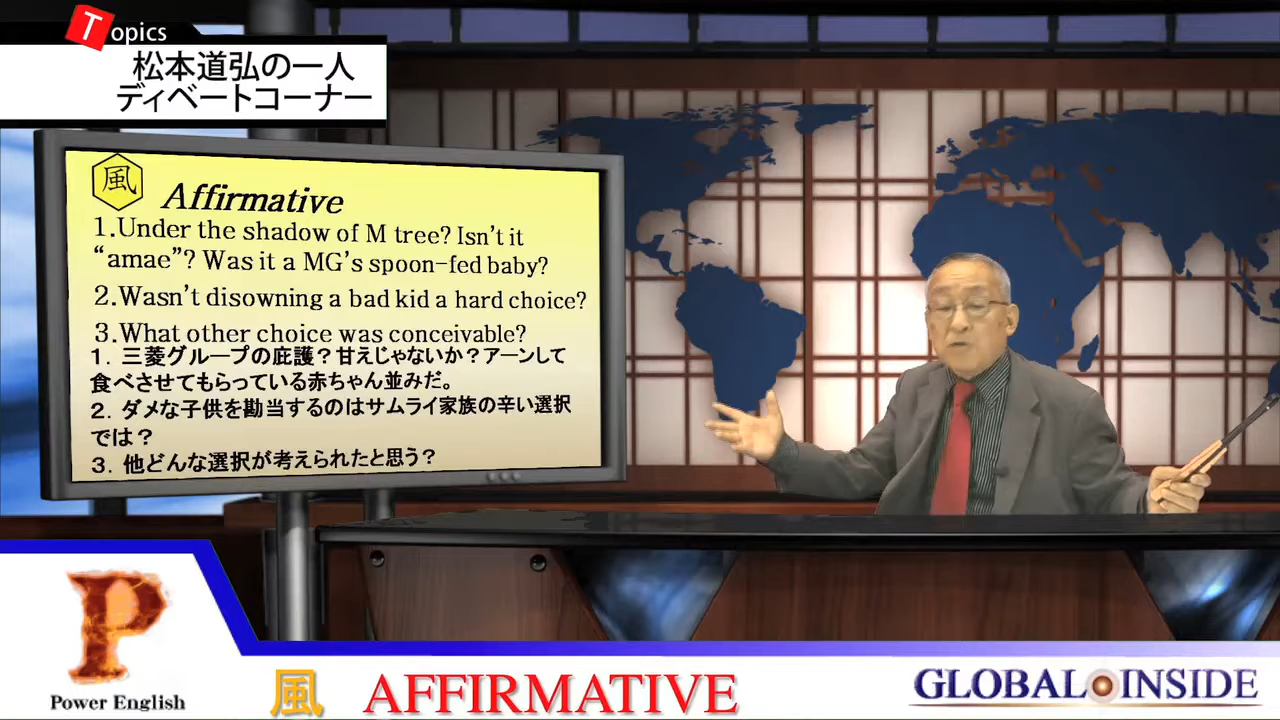 Topics
松本道弘の一人
ディベートコーナー
風
Affirmative
1.Under the shadow of M tree? Isn't it
“amae”? Was it a MG's spoon-fed baby?
2.Wasn't disowning a bad kid a hard choice?
3.What other choice was conceivable?
1．三菱グループの庇護？甘えじゃないか？アーンして
食べさせてもらっている赤ちゃん並みだ。
2．ダメな子供を勘当するのはサムライ家族の辛い選択
では？
3．他どんな選択が考えられたと思う？
P
Power English
風 AFFIRMATIVE
GLOBAL INSIDE